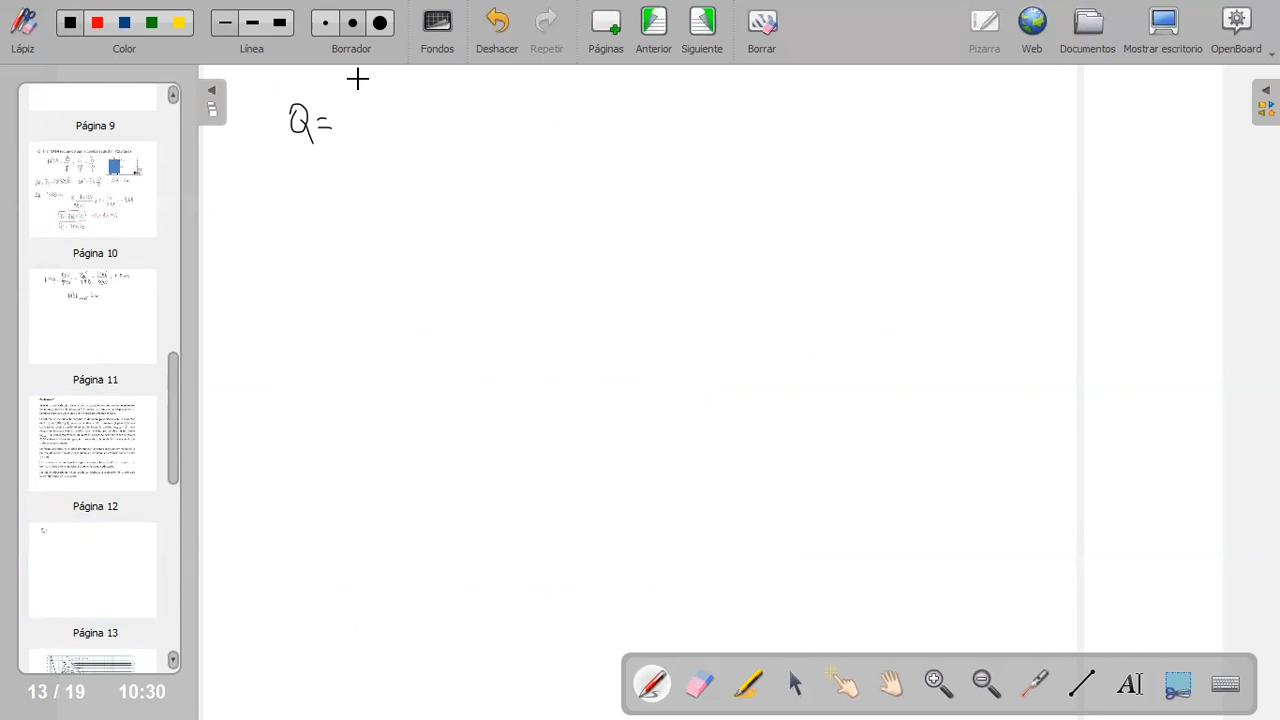 Lápiz
Color
Línea
Borrador
Fondos
Deshacer
Repetir
Páginas
Anterior
Siguiente
Borrar
Pizarra
Web
Documentos
Mostrar escritorio
OpenBoard
Q=
Página 9
Página 10
Página 11
Página 12
Página 13
13 / 19
10:30